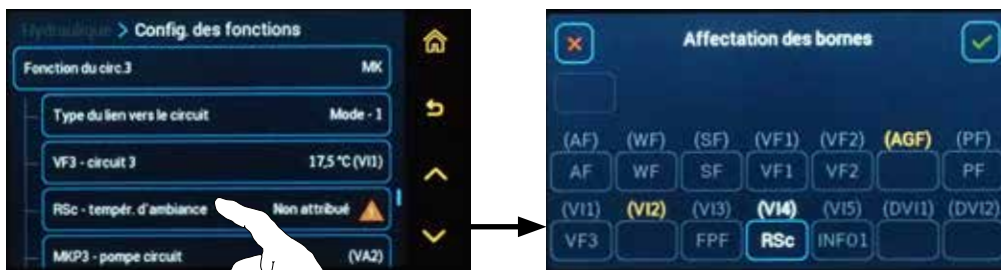 Hydraulique > Config. des fonctions
Fonction du circ.3 MK
Type du lien vers le circuit Mode - 1
VF3 - circuit 3 17,5 °C (VI1)
RSc - tempér. d'ambiance Non attribué
MKP3 - pompe circuit (VA2)
Affectation des bornes
(AF) (WF) (SF) (VF1) (VF2) (AGF) (PF)
AF WF SF VF1 VF2 PF
(VI1) (VI2) (VI3) (VI4) (VI5) (DVI1) (DVI2)
VF3 FPF RSc INFO1